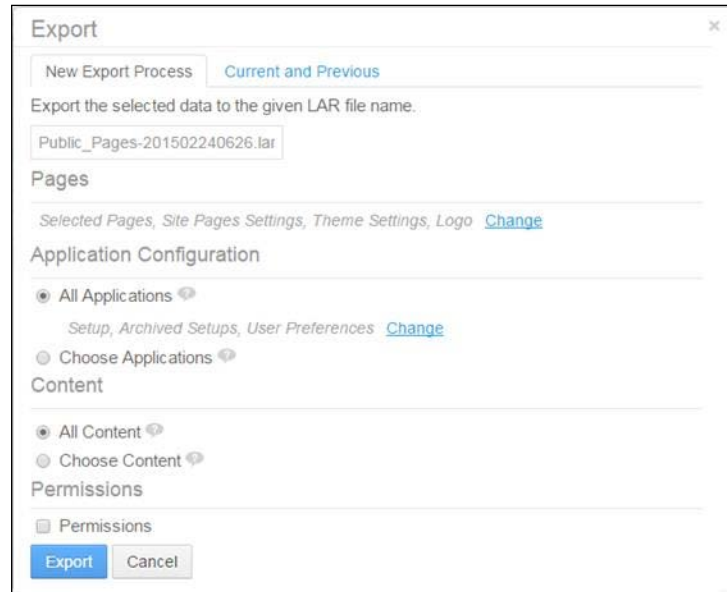 Export
×
New Export Process Current and Previous
Export the selected data to the given LAR file name.
Public_Pages-201502240626.lar
Pages
Selected Pages, Site Pages Settings, Theme Settings, Logo Change
Application Configuration
All Applications ?
Setup, Archived Setups, User Preferences Change
Choose Applications ?
Content
All Content ?
Choose Content ?
Permissions
Permissions
Export Cancel